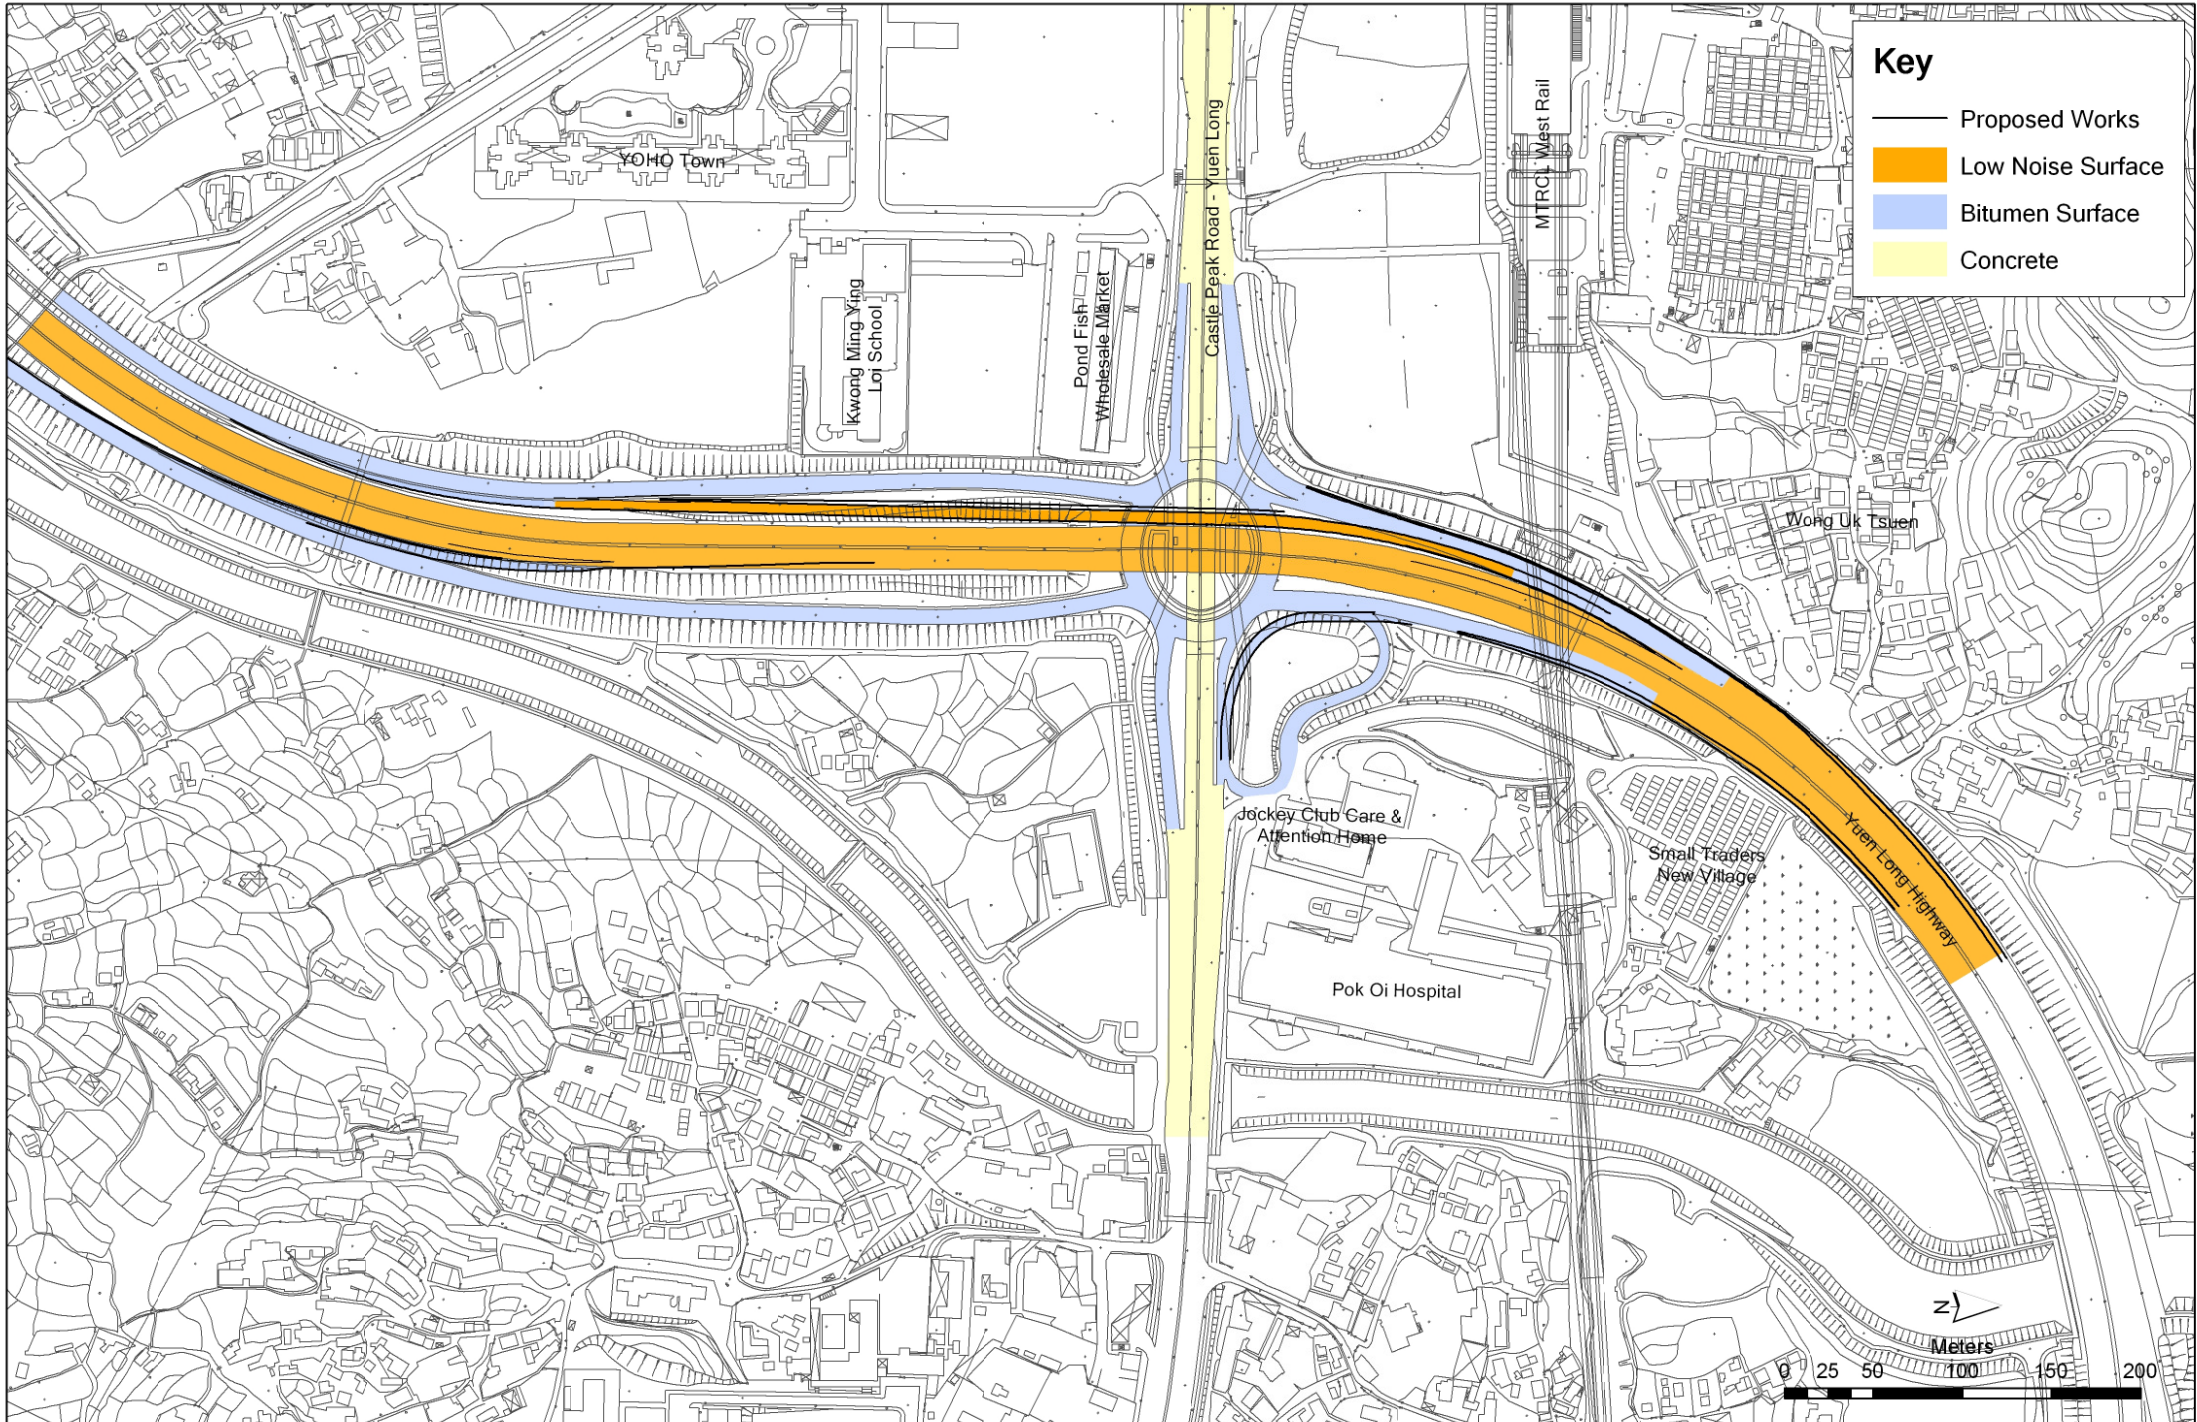 Key
Proposed Works
Low Noise Surface
Bitumen Surface
Concrete
YOHO Town
Castle Peak Road - Yuen Long
MTRCL West Rail
Kwong Ming Ying
Loi School
Pond Fish
Wholesale Market
Wong Uk Tsuen
Jockey Club Care &
Attention Home
Small Traders
New Village
Yuen Long Highway
Pok Oi Hospital
N
Meters
0 25 50 100 150 200